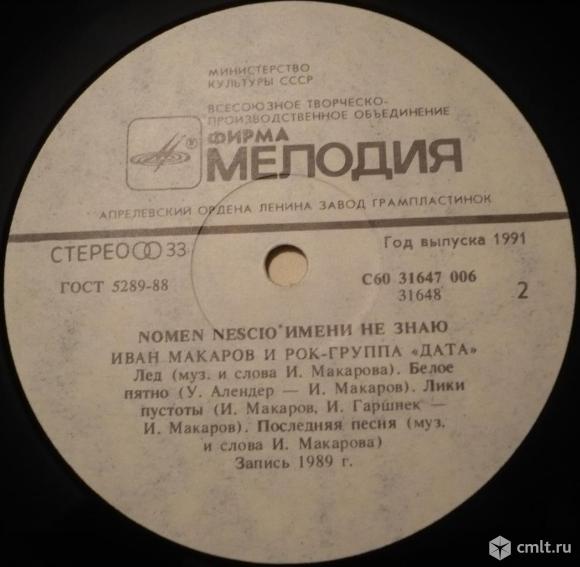 МИНИСТЕРСТВО
КУЛЬТУРЫ СССР
ВСЕСОЮЗНОЕ ТВОРЧЕСКО-
ПРОИЗВОДСТВЕННОЕ ОБЪЕДИНЕНИЕ
ФИРМА
® МЕЛОДИЯ
АПРЕЛЕВСКИЙ ОРДЕНА ЛЕНИНА ЗАВОД ГРАМПЛАСТИНОК
СТЕРЕО 33
Год выпуска 1991
ГОСТ 5289-88
С60 31647 006
31648
2
NOMEN NESCIO*ИМЕНИ НЕ ЗНАЮ
ИВАН МАКАРОВ И РОК-ГРУППА «ДАТА»
Лед (муз. и слова И. Макарова). Белое
пятно (У. Алендер — И. Макаров). Лики
пустоты (И. Макаров, И. Гаршнек —
И. Макаров). Последняя песня (муз.
и слова И. Макарова)
Запись 1989 г.
cmlt.ru